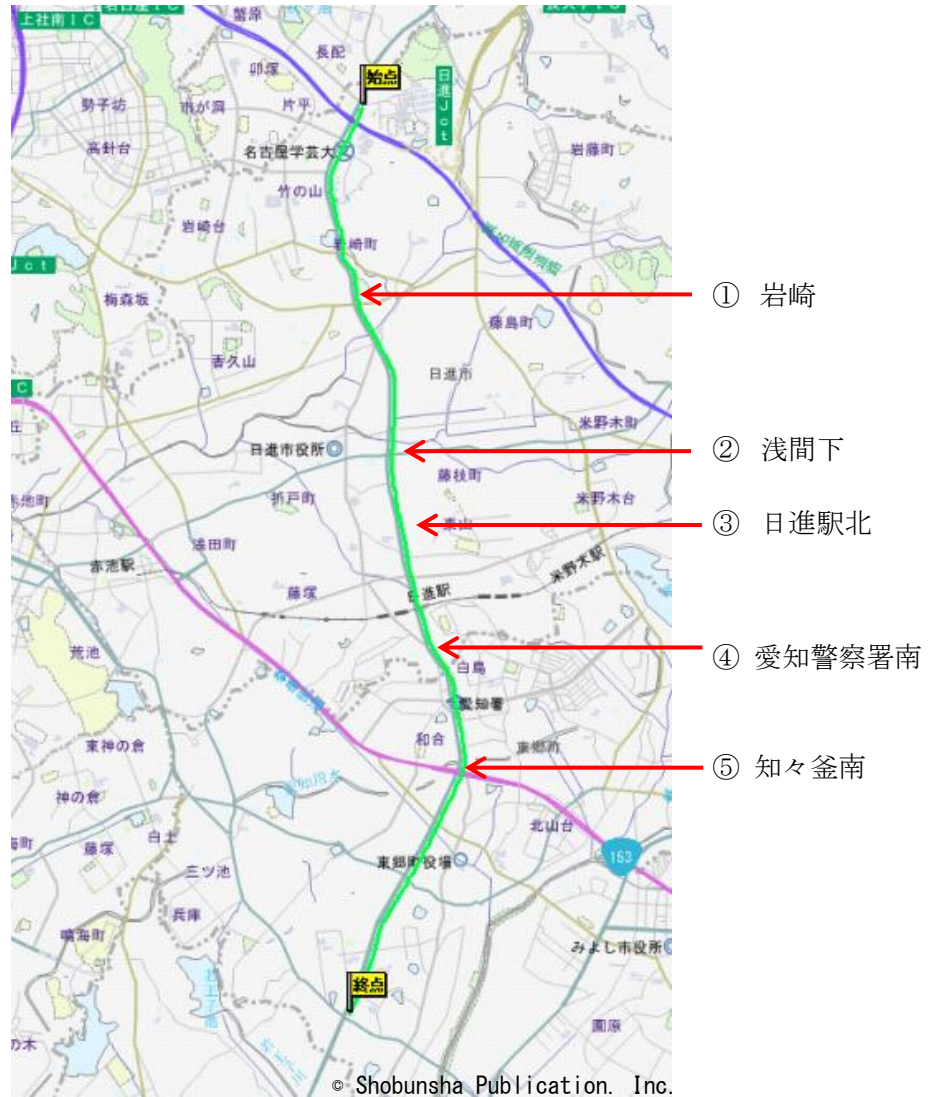 上社南IC
蟹原
長配
始点
卯塚
日進Jct
勢子坊
市が洞
片平
高針台
名古屋学芸大
岩藤町
竹の山
岩崎台
岩崎町
Jct
梅森坂
① 岩崎
藤島町
香久山
日進市
C
米野木町
日進市役所
② 浅間下
藤枝町
折戸町
米野木台
赤池町
東山
③ 日進駅北
浅田町
赤池駅
米野木駅
藤塚
日進駅
荒池
④ 愛知警察署南
白鳥
愛知署
和合
東郷町
東神の倉
⑤ 知々釜南
神の倉
北山台
白土
藤塚
153
三ツ池
東郷町役場
兵庫
鳴海町
みよし市役所
終点
園原
の木
© Shobunsha Publication. Inc.